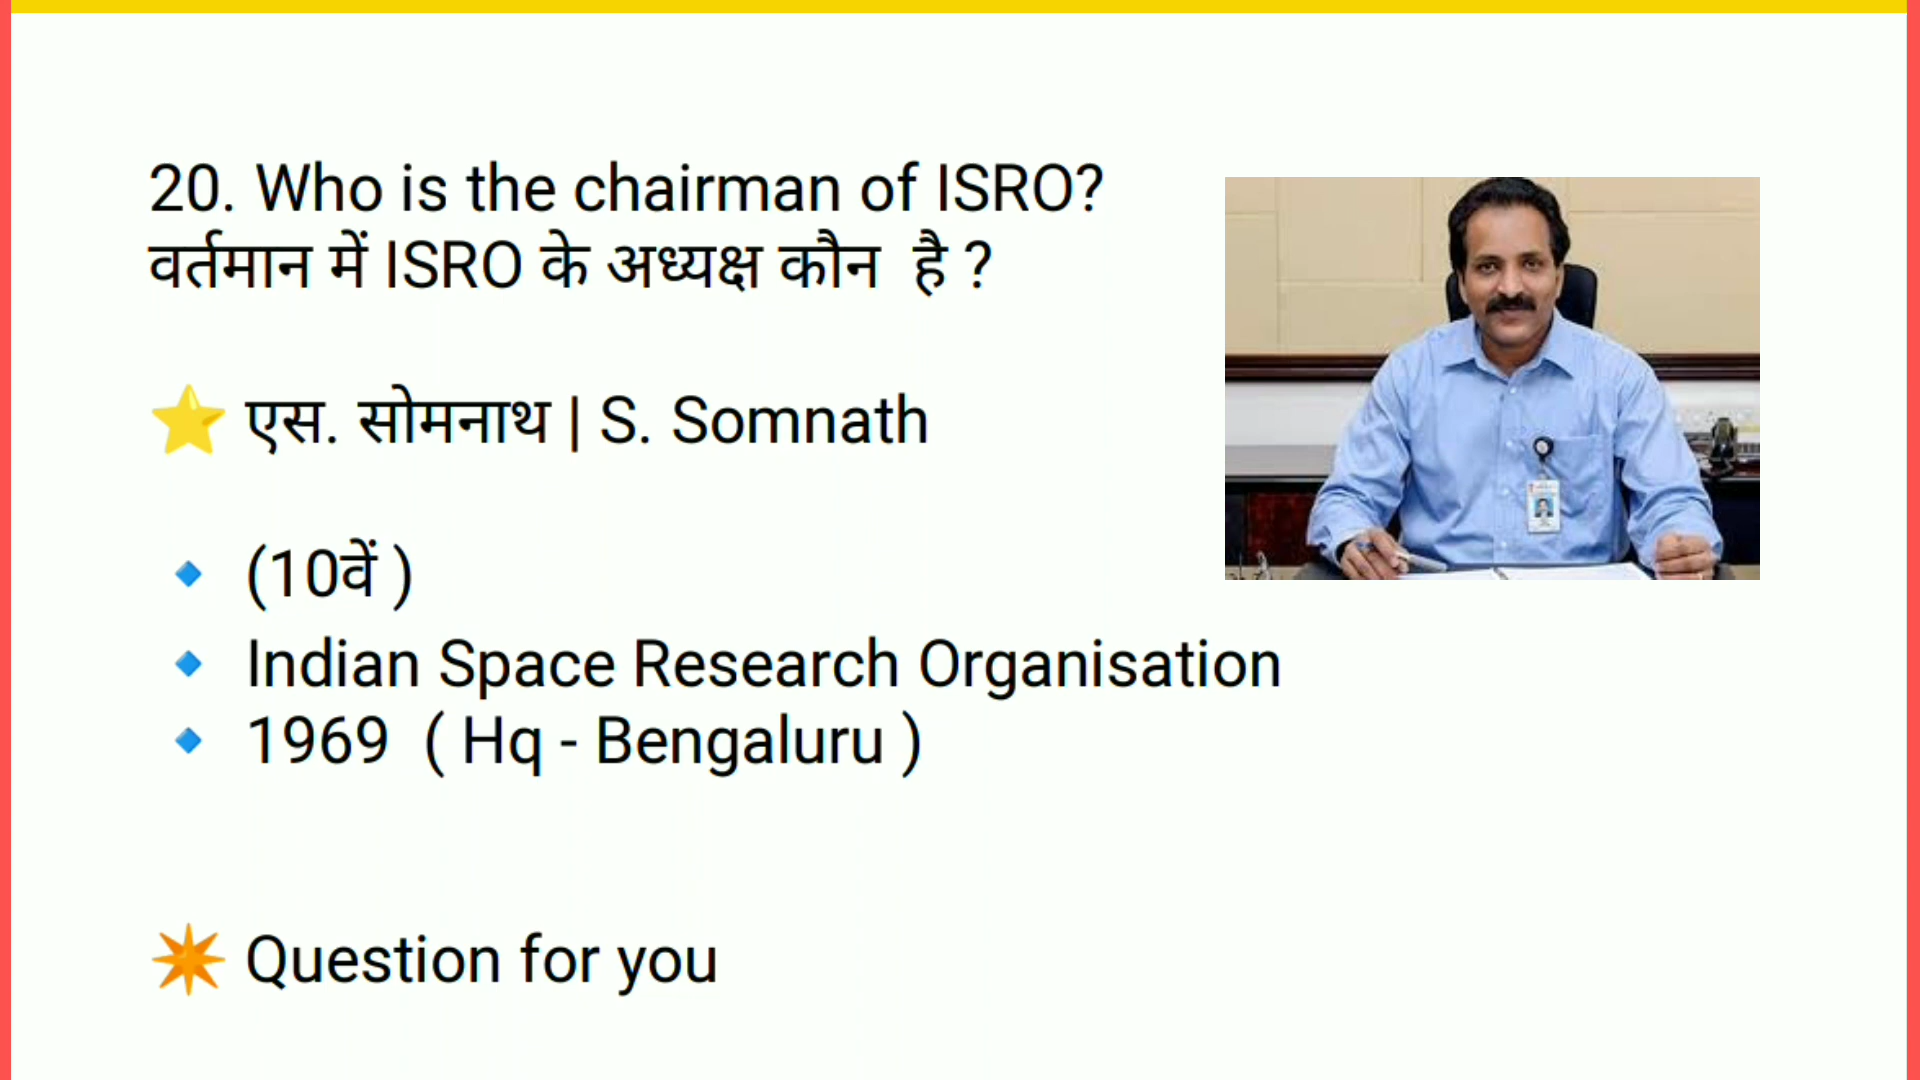 20. Who is the chairman of ISRO?
वर्तमान में ISRO के अध्यक्ष कौन है ?
⭐ एस. सोमनाथ | S. Somnath
🔹 (10वें )
🔹 Indian Space Research Organisation
🔹 1969 ( Hq - Bengaluru )
✴ Question for you